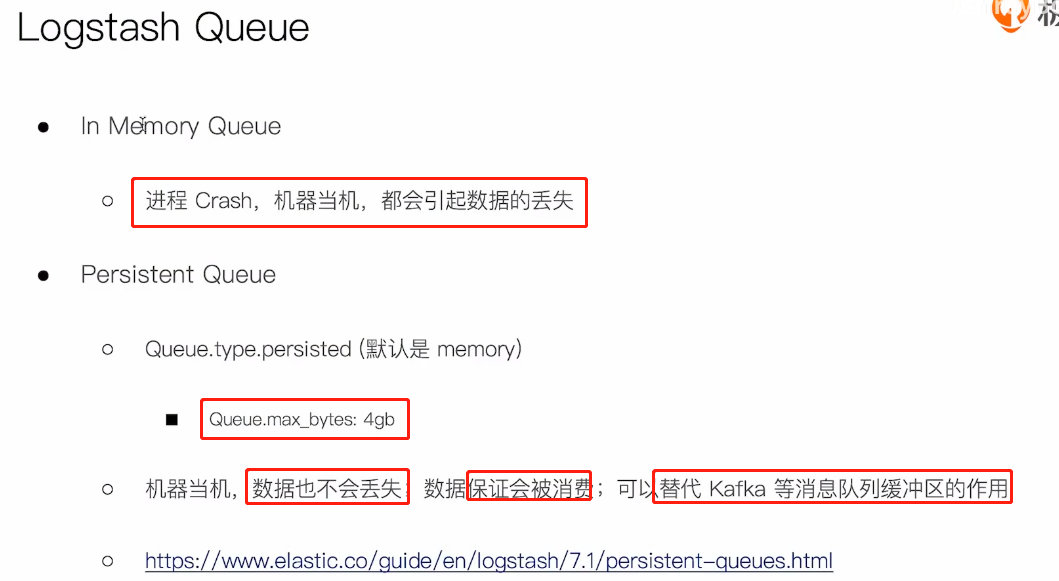 Logstash Queue
In Memory Queue
进程 Crash，机器当机，都会引起数据的丢失
Persistent Queue
Queue.type.persisted (默认是 memory)
Queue.max_bytes: 4gb
机器当机，数据也不会丢失；数据保证会被消费；可以替代 Kafka 等消息队列缓冲区的作用
https://www.elastic.co/guide/en/logstash/7.1/persistent-queues.html